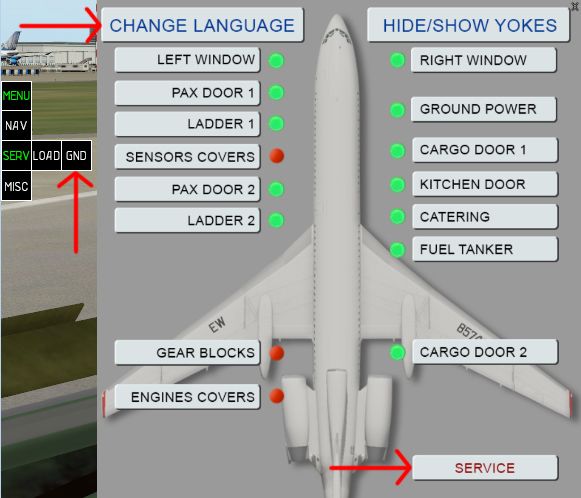 CHANGE LANGUAGE
HIDE/SHOW YOKES
LEFT WINDOW
RIGHT WINDOW
MENU
PAX DOOR 1
GROUND POWER
NAV
LADDER 1
SERV LOAD GND
SENSORS COVERS
CARGO DOOR 1
MISC
PAX DOOR 2
KITCHEN DOOR
LADDER 2
CATERING
FUEL TANKER
EW
GEAR BLOCKS
CARGO DOOR 2
ENGINES COVERS
SERVICE